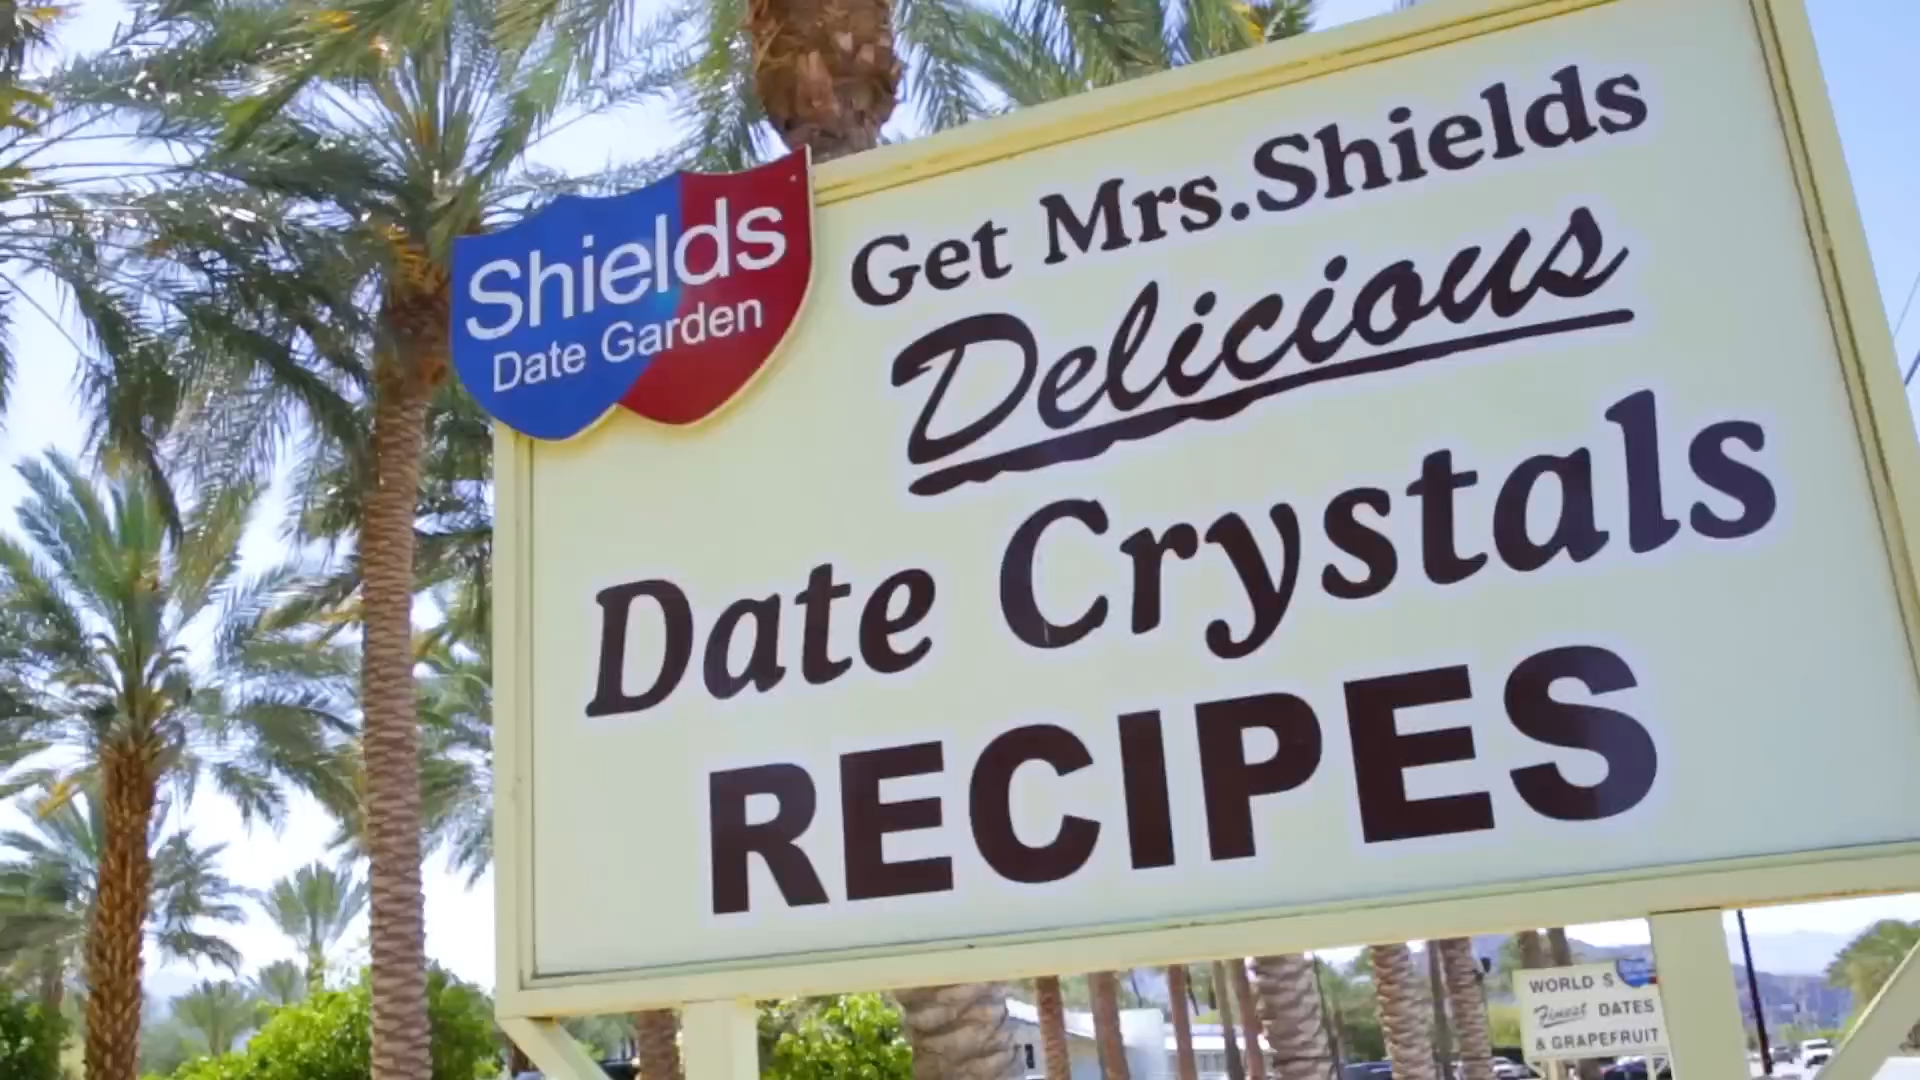 Shields
Date Garden
Get Mrs.Shields
Delicious
Date Crystals
RECIPES
WORLD S
Finest DATES
& GRAPEFRUIT